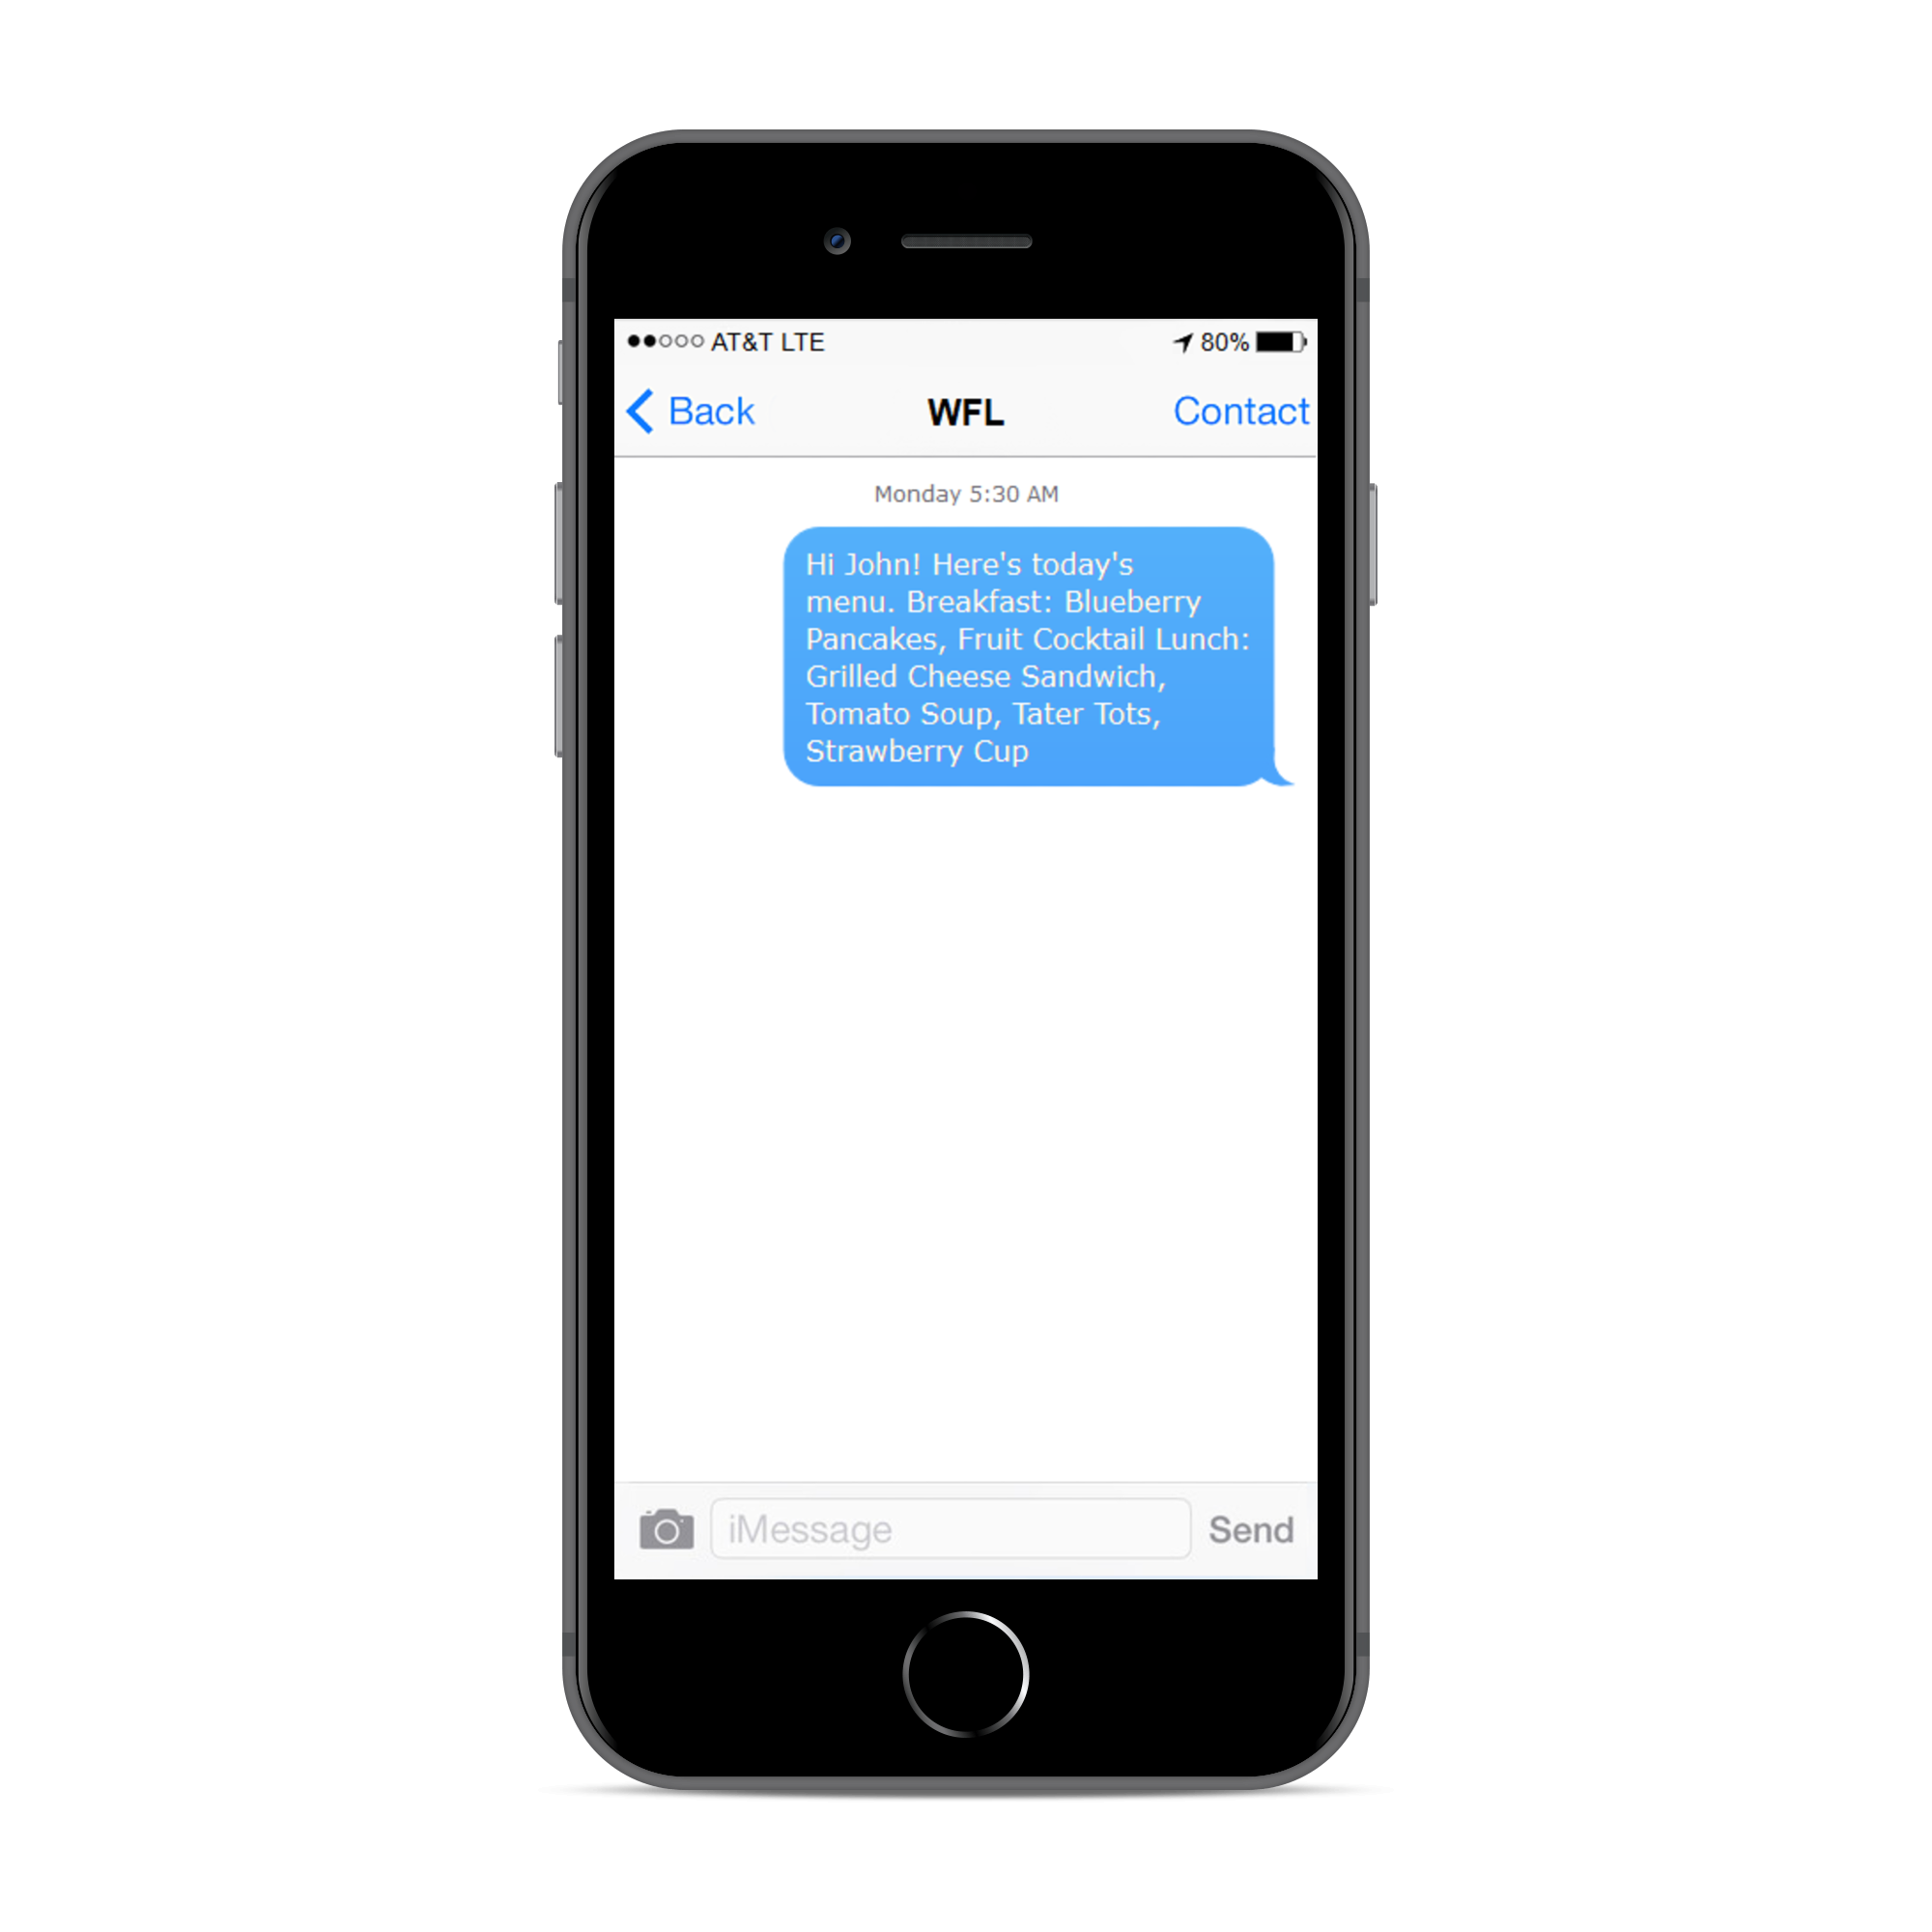 AT&T LTE 80%
Back WFL Contact
Monday 5:30 AM
Hi John! Here's today's
menu. Breakfast: Blueberry
Pancakes, Fruit Cocktail Lunch:
Grilled Cheese Sandwich,
Tomato Soup, Tater Tots,
Strawberry Cup
iMessage Send